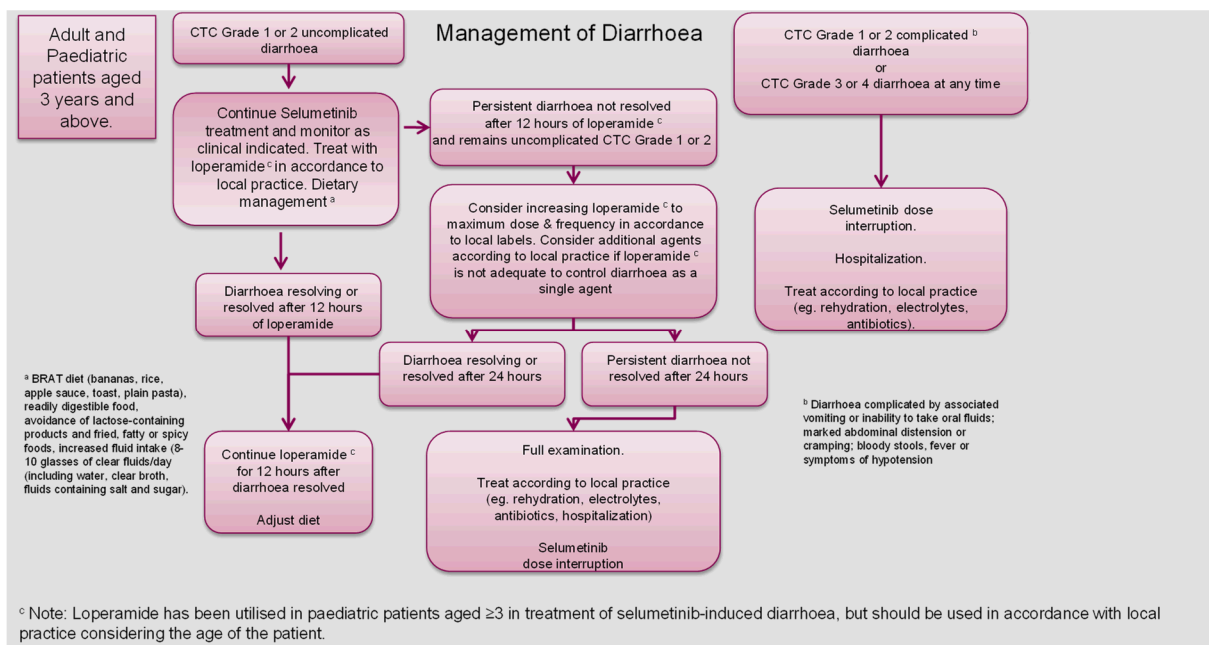 Management of Diarrhoea
Adult and
Paediatric
patients aged
3 years and
above.
CTC Grade 1 or 2 uncomplicated
diarrhoea
Continue Selumetinib
treatment and monitor as
clinical indicated. Treat with
loperamide c in accordance to
local practice. Dietary
management a
Diarrhoea resolving or
resolved after 12 hours
of loperamide
Persistent diarrhoea not resolved
after 12 hours of loperamide c
and remains uncomplicated CTC Grade 1 or 2
Consider increasing loperamide c to
maximum dose & frequency in accordance
to local labels. Consider additional agents
according to local practice if loperamide c
is not adequate to control diarrhoea as a
single agent
Diarrhoea resolving or
resolved after 24 hours
Persistent diarrhoea not
resolved after 24 hours
Continue loperamide c
for 12 hours after
diarrhoea resolved
Adjust diet
Full examination.
Treat according to local practice
(eg. rehydration, electrolytes,
antibiotics, hospitalization)
Selumetinib
dose interruption
CTC Grade 1 or 2 complicated b
diarrhoea
or
CTC Grade 3 or 4 diarrhoea at any time
Selumetinib dose
interruption.
Hospitalization.
Treat according to local practice
(eg. rehydration, electrolytes,
antibiotics).
a BRAT diet (bananas, rice,
apple sauce, toast, plain pasta),
readily digestible food,
avoidance of lactose-containing
products and fried, fatty or spicy
foods, increased fluid intake (8-
10 glasses of clear fluids/day
(including water, clear broth,
fluids containing salt and sugar).
b Diarrhoea complicated by associated
vomiting or inability to take oral fluids;
marked abdominal distension or
cramping; bloody stools, fever or
symptoms of hypotension
c Note: Loperamide has been utilised in paediatric patients aged ≥3 in treatment of selumetinib-induced diarrhoea, but should be used in accordance with local
practice considering the age of the patient.